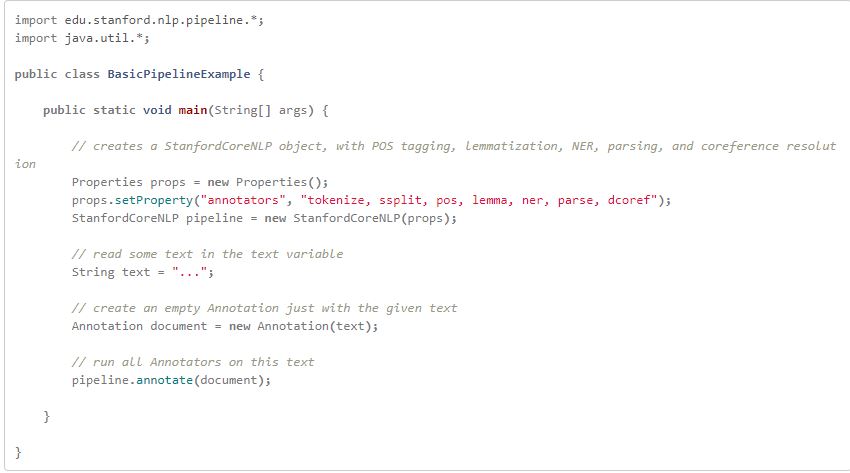 import edu.stanford.nlp.pipeline.*;
import java.util.*;

public class BasicPipelineExample {

    public static void main(String[] args) {

        // creates a StanfordCoreNLP object, with POS tagging, lemmatization, NER, parsing, and coreference resolut
ion
        Properties props = new Properties();
        props.setProperty("annotators", "tokenize, ssplit, pos, lemma, ner, parse, dcoref");
        StanfordCoreNLP pipeline = new StanfordCoreNLP(props);

        // read some text in the text variable
        String text = "...";

        // create an empty Annotation just with the given text
        Annotation document = new Annotation(text);

        // run all Annotators on this text
        pipeline.annotate(document);

    }

}